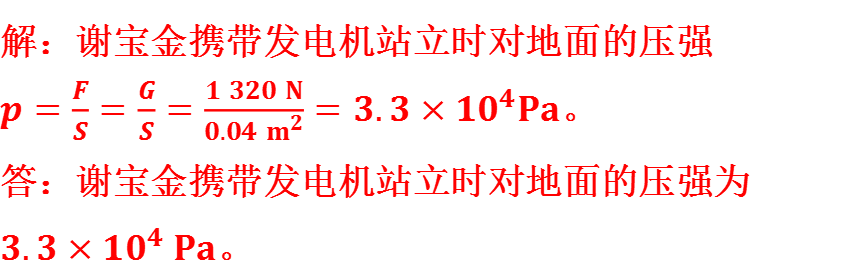 解：谢宝金携带发电机站立时对地面的压强
p = F/S = G/S = 1 320 N/0.04 m² = 3.3 × 10⁴Pa。
答：谢宝金携带发电机站立时对地面的压强为
3.3 × 10⁴ Pa。